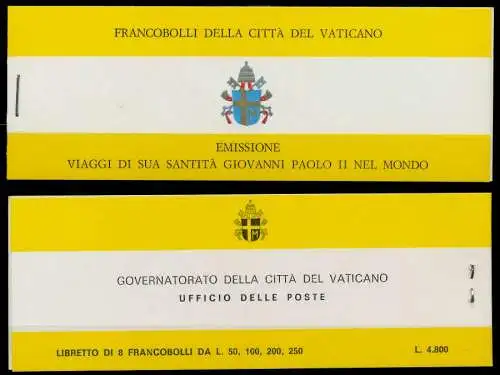 FRANCOBOLLI DELLA CITTÀ DEL VATICANO
EMISSIONE
VIAGGI DI SUA SANTITÀ GIOVANNI PAOLO II NEL MONDO
GOVERNATORATO DELLA CITTÀ DEL VATICANO
UFFICIO DELLE POSTE
LIBRETTO DI 8 FRANCOBOLLI DA L. 50, 100, 200, 250 L. 4.800